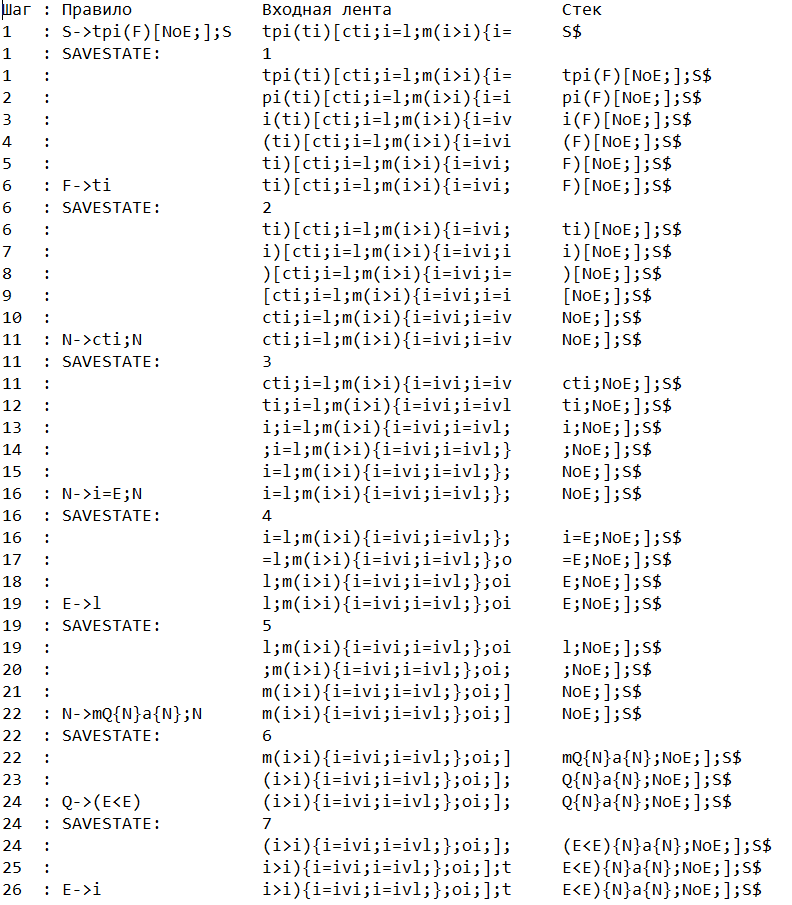 Шаг : Правило Входная лента Стек
1 : S->tpi(F)[NoE;];S tpi(ti)[cti;i=l;m(i>i){i= S$
1 : SAVESTATE: 1
1 : tpi(ti)[cti;i=l;m(i>i){i= tpi(F)[NoE;];S$
2 : pi(ti)[cti;i=l;m(i>i){i=i pi(F)[NoE;];S$
3 : i(ti)[cti;i=l;m(i>i){i=iv i(F)[NoE;];S$
4 : (ti)[cti;i=l;m(i>i){i=ivi (F)[NoE;];S$
5 : ti)[cti;i=l;m(i>i){i=ivi; F)[NoE;];S$
6 : F->ti ti)[cti;i=l;m(i>i){i=ivi; F)[NoE;];S$
6 : SAVESTATE: 2
6 : ti)[cti;i=l;m(i>i){i=ivi; ti)[NoE;];S$
7 : i)[cti;i=l;m(i>i){i=ivi;i i)[NoE;];S$
8 : )[cti;i=l;m(i>i){i=ivi;i= )[NoE;];S$
9 : [cti;i=l;m(i>i){i=ivi;i=i [NoE;];S$
10 : cti;i=l;m(i>i){i=ivi;i=iv NoE;];S$
11 : N->cti;N cti;i=l;m(i>i){i=ivi;i=iv NoE;];S$
11 : SAVESTATE: 3
11 : cti;i=l;m(i>i){i=ivi;i=iv cti;NoE;];S$
12 : ti;i=l;m(i>i){i=ivi;i=ivl ti;NoE;];S$
13 : i;i=l;m(i>i){i=ivi;i=ivl; i;NoE;];S$
14 : ;i=l;m(i>i){i=ivi;i=ivl;} ;NoE;];S$
15 : i=l;m(i>i){i=ivi;i=ivl;}; NoE;];S$
16 : N->i=E;N i=l;m(i>i){i=ivi;i=ivl;}; NoE;];S$
16 : SAVESTATE: 4
16 : i=l;m(i>i){i=ivi;i=ivl;}; i=E;NoE;];S$
17 : =l;m(i>i){i=ivi;i=ivl;};o =E;NoE;];S$
18 : l;m(i>i){i=ivi;i=ivl;};oi E;NoE;];S$
19 : E->l l;m(i>i){i=ivi;i=ivl;};oi E;NoE;];S$
19 : SAVESTATE: 5
19 : l;m(i>i){i=ivi;i=ivl;};oi l;NoE;];S$
20 : ;m(i>i){i=ivi;i=ivl;};oi; ;NoE;];S$
21 : m(i>i){i=ivi;i=ivl;};oi;] NoE;];S$
22 : N->mQ{N}a{N};N m(i>i){i=ivi;i=ivl;};oi;] NoE;];S$
22 : SAVESTATE: 6
22 : m(i>i){i=ivi;i=ivl;};oi;] mQ{N}a{N};NoE;];S$
23 : (i>i){i=ivi;i=ivl;};oi;]; Q{N}a{N};NoE;];S$
24 : Q->(E<E) (i>i){i=ivi;i=ivl;};oi;]; Q{N}a{N};NoE;];S$
24 : SAVESTATE: 7
24 : (i>i){i=ivi;i=ivl;};oi;]; (E<E){N}a{N};NoE;];S$
25 : i>i){i=ivi;i=ivl;};oi;];t E<E){N}a{N};NoE;];S$
26 : E->i i>i){i=ivi;i=ivl;};oi;];t E<E){N}a{N};NoE;];S$